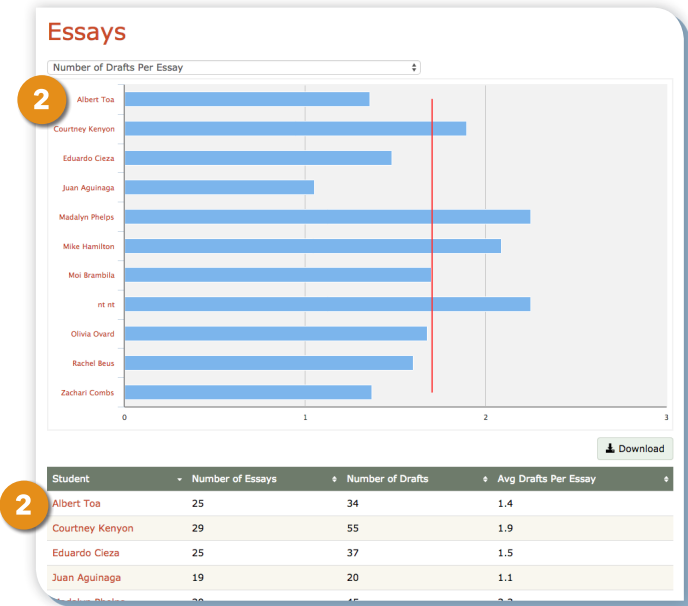 Essays
Number of Drafts Per Essay
2
Albert Toa
Courtney Kenyon
Eduardo Cieza
Juan Aguinaga
Madalyn Phelps
Mike Hamilton
Moi Brambila
nt nt
Olivia Ovard
Rachel Beus
Zachari Combs
0 1 2 3
Download
Student Number of Essays Number of Drafts Avg Drafts Per Essay
2
Albert Toa 25 34 1.4
Courtney Kenyon 29 55 1.9
Eduardo Cieza 25 37 1.5
Juan Aguinaga 19 20 1.1